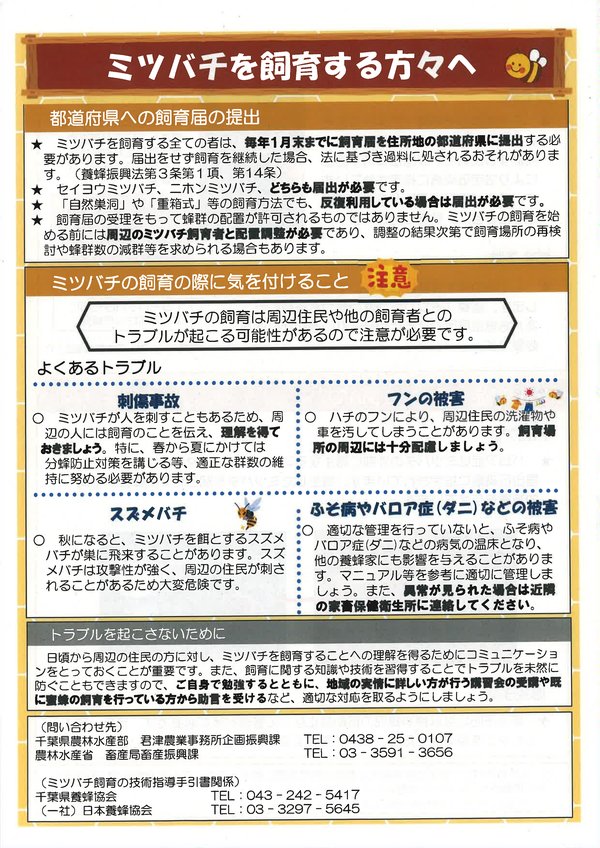 ミツバチを飼育する方々へ
都道府県への飼育届の提出
★ ミツバチを飼育する全ての者は、毎年1月末までに飼育届を住所地の都道府県に提出する必
要があります。届出をせず飼育を継続した場合、法に基づき過料に処されるおそれがありま
す。（養蜂振興法第3条第1項、第14条）
★ セイヨウミツバチ、ニホンミツバチ、どちらも届出が必要です。
★ 「自然巣洞」や「重箱式」等の飼育方法でも、反復利用している場合は届出が必要です。
★ 飼育届の受理をもって蜂群の配置が許可されるものではありません。ミツバチの飼育を始
める前には周辺のミツバチ飼育者と配置調整が必要であり、調整の結果次第で飼育場所の再検
討や蜂群数の減群等を求められる場合もあります。
ミツバチの飼育の際に気を付けること 注意
ミツバチの飼育は周辺住民や他の飼育者との
トラブルが起こる可能性があるので注意が必要です。
よくあるトラブル
刺傷事故
○ ミツバチが人を刺すこともあるため、周
辺の人には飼育のことを伝え、理解を得て
おきましょう。特に、春から夏にかけては
分蜂防止対策を講じる等、適正な群数の維
持に努める必要があります。
フンの被害
○ ハチのフンにより、周辺住民の洗濯物や
車を汚してしまうことがあります。飼育場
所の周辺には十分配慮しましょう。
スズメバチ
○ 秋になると、ミツバチを餌とするスズメ
バチが巣に飛来することがあります。スズ
メバチは攻撃性が強く、周辺の住民が刺さ
れることがあるため大変危険です。
ふそ病やバロア症（ダニ）などの被害
○ 適切な管理を行っていないと、ふそ病や
バロア症(ダニ)などの病気の温床となり、
他の養蜂家にも影響を与えることがありま
す。マニュアル等を参考に適切に管理しま
しょう。また、異常が見られた場合は近隣
の家畜保健衛生所に連絡してください。
トラブルを起こさないために
日頃から周辺の住民の方に対し、ミツバチを飼育することへの理解を得るためにコミュニケーション
をとっておくことが重要です。また、飼育に関する知識や技術を習得することでトラブルを未然に
防ぐこともできますので、ご自身で勉強するとともに、地域の実情に詳しい方が行う講習会の受講や既
に蜜蜂の飼育を行っている方から助言を受けるなど、適切な対応を取るようにしましょう。
（問い合わせ先）
千葉県農林水産部 君津農業事務所企画振興課 TEL：0438－25－0107
農林水産省 畜産局畜産振興課 TEL：03－3591－3656
（ミツバチ飼育の技術指導手引書関係）
千葉県養蜂協会 TEL：043－242－5417
（一社）日本養蜂協会 TEL：03－3297－5645